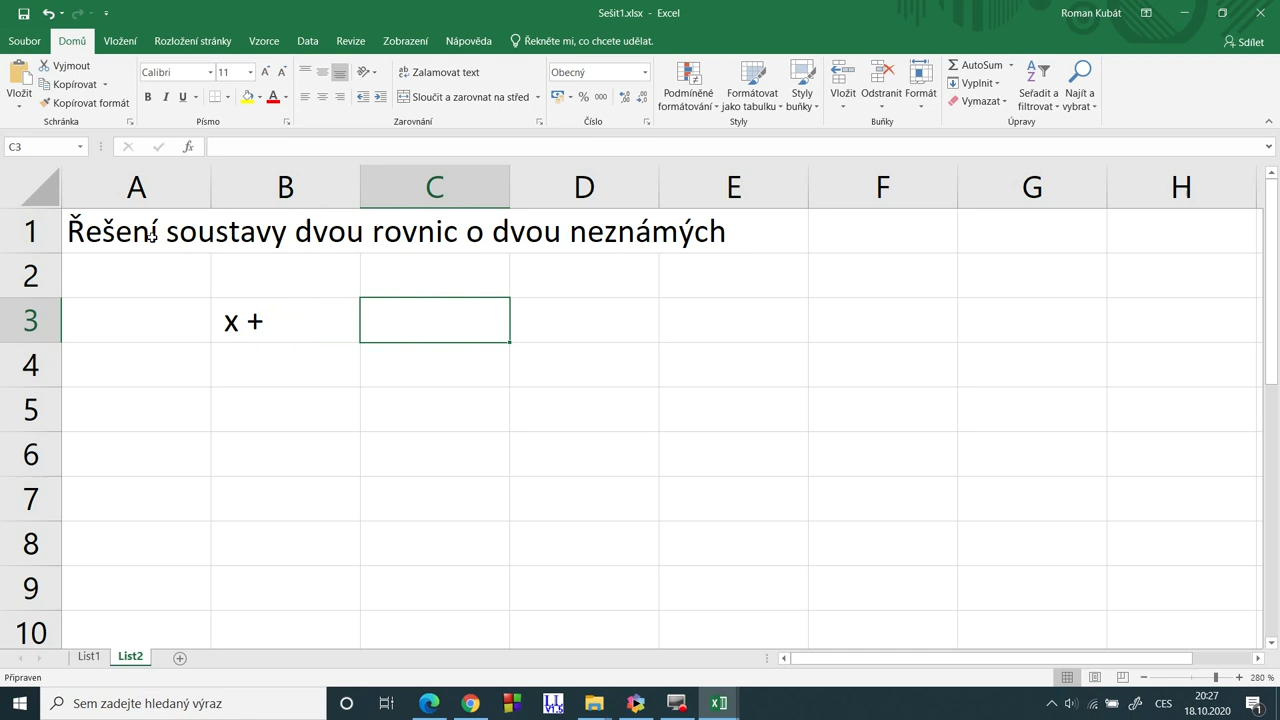 Sešit1.xlsx - Excel
Roman Kubát
Soubor Domů Vložení Rozložení stránky Vzorce Data Revize Zobrazení Nápověda Řekněte mi, co chcete udělat. Sdílet
Vložit
Vyjmout
Kopírovat
Kopírovat formát
Schránka
Calibri 11
B I U
Písmo
Zalamovat text
Sloučit a zarovnat na střed
Zarovnání
Obecný
% 000
Číslo
Podmíněné formátování
Formátovat jako tabulku
Styly buňky
Styly
Vložit Odstranit Formát
Buňky
AutoSum
Vyplnit
Vymazat
Seřadit a filtrovat
Najít a vybrat
Úpravy
C3 fx
A B C D E F G H
1 Řešení soustavy dvou rovnic o dvou neznámých
2
3 x +
4
5
6
7
8
9
10
List1 List2
Připraven 280 %
Sem zadejte hledaný výraz
CES
20:27
18.10.2020